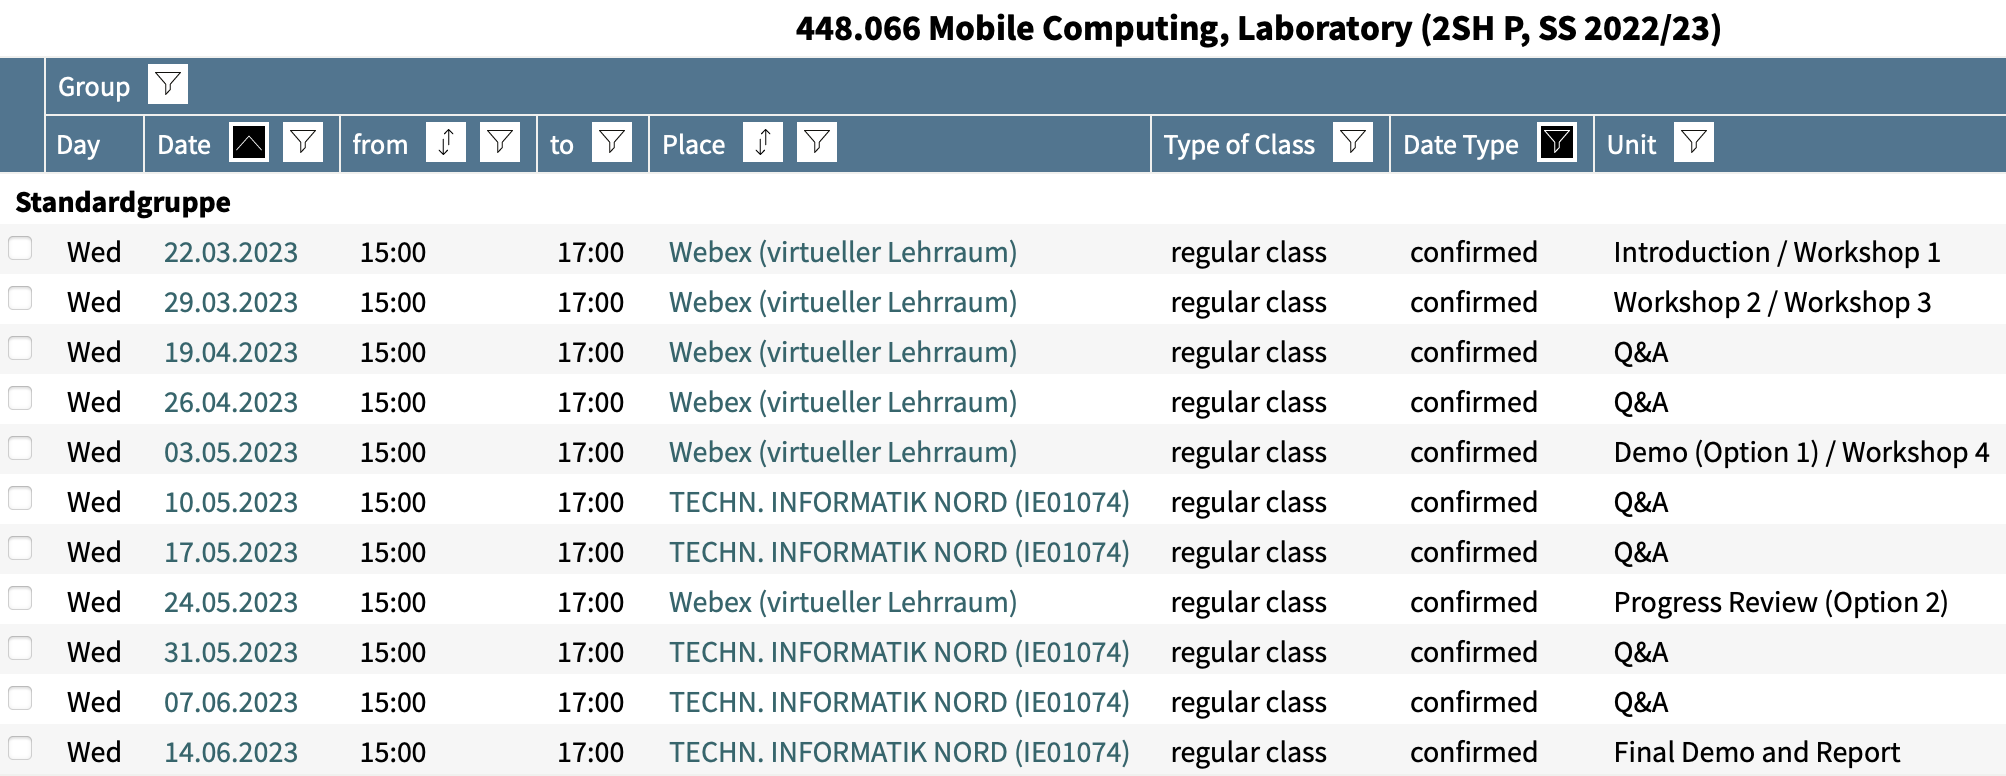 448.066 Mobile Computing, Laboratory (2SH P, SS 2022/23)
Group
Day Date from to Place Type of Class Date Type Unit
Standardgruppe
Wed 22.03.2023 15:00 17:00 Webex (virtueller Lehrraum) regular class confirmed Introduction / Workshop 1
Wed 29.03.2023 15:00 17:00 Webex (virtueller Lehrraum) regular class confirmed Workshop 2 / Workshop 3
Wed 19.04.2023 15:00 17:00 Webex (virtueller Lehrraum) regular class confirmed Q&A
Wed 26.04.2023 15:00 17:00 Webex (virtueller Lehrraum) regular class confirmed Q&A
Wed 03.05.2023 15:00 17:00 Webex (virtueller Lehrraum) regular class confirmed Demo (Option 1) / Workshop 4
Wed 10.05.2023 15:00 17:00 TECHN. INFORMATIK NORD (IE01074) regular class confirmed Q&A
Wed 17.05.2023 15:00 17:00 TECHN. INFORMATIK NORD (IE01074) regular class confirmed Q&A
Wed 24.05.2023 15:00 17:00 Webex (virtueller Lehrraum) regular class confirmed Progress Review (Option 2)
Wed 31.05.2023 15:00 17:00 TECHN. INFORMATIK NORD (IE01074) regular class confirmed Q&A
Wed 07.06.2023 15:00 17:00 TECHN. INFORMATIK NORD (IE01074) regular class confirmed Q&A
Wed 14.06.2023 15:00 17:00 TECHN. INFORMATIK NORD (IE01074) regular class confirmed Final Demo and Report